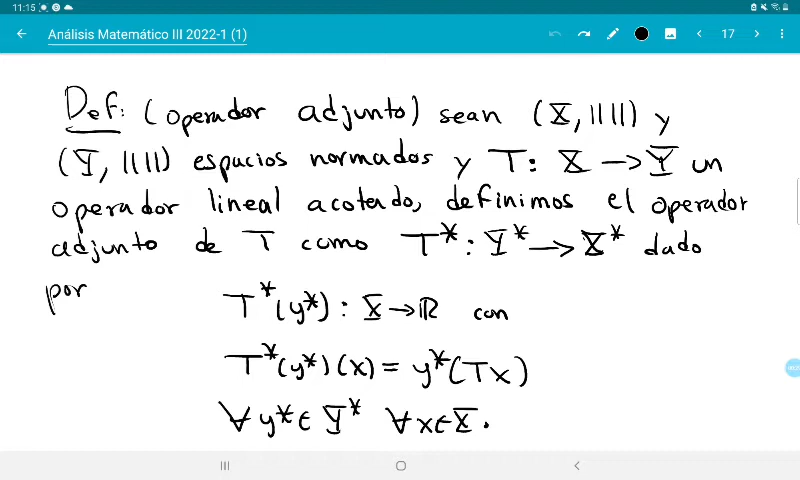 11:15
Análisis Matemático III 2022-1 (1)
17
Def: (operador adjunto) sean (X, || ||) y
(Y, || ||) espacios normados y T: X → Y un
operador lineal acotado, definimos el operador
adjunto de T como T*: Y* → X* dado
por
T*(y*): X → ℝ con
T*(y*)(x) = y*(Tx)
∀ y* ∈ Y* ∀ x ∈ X.